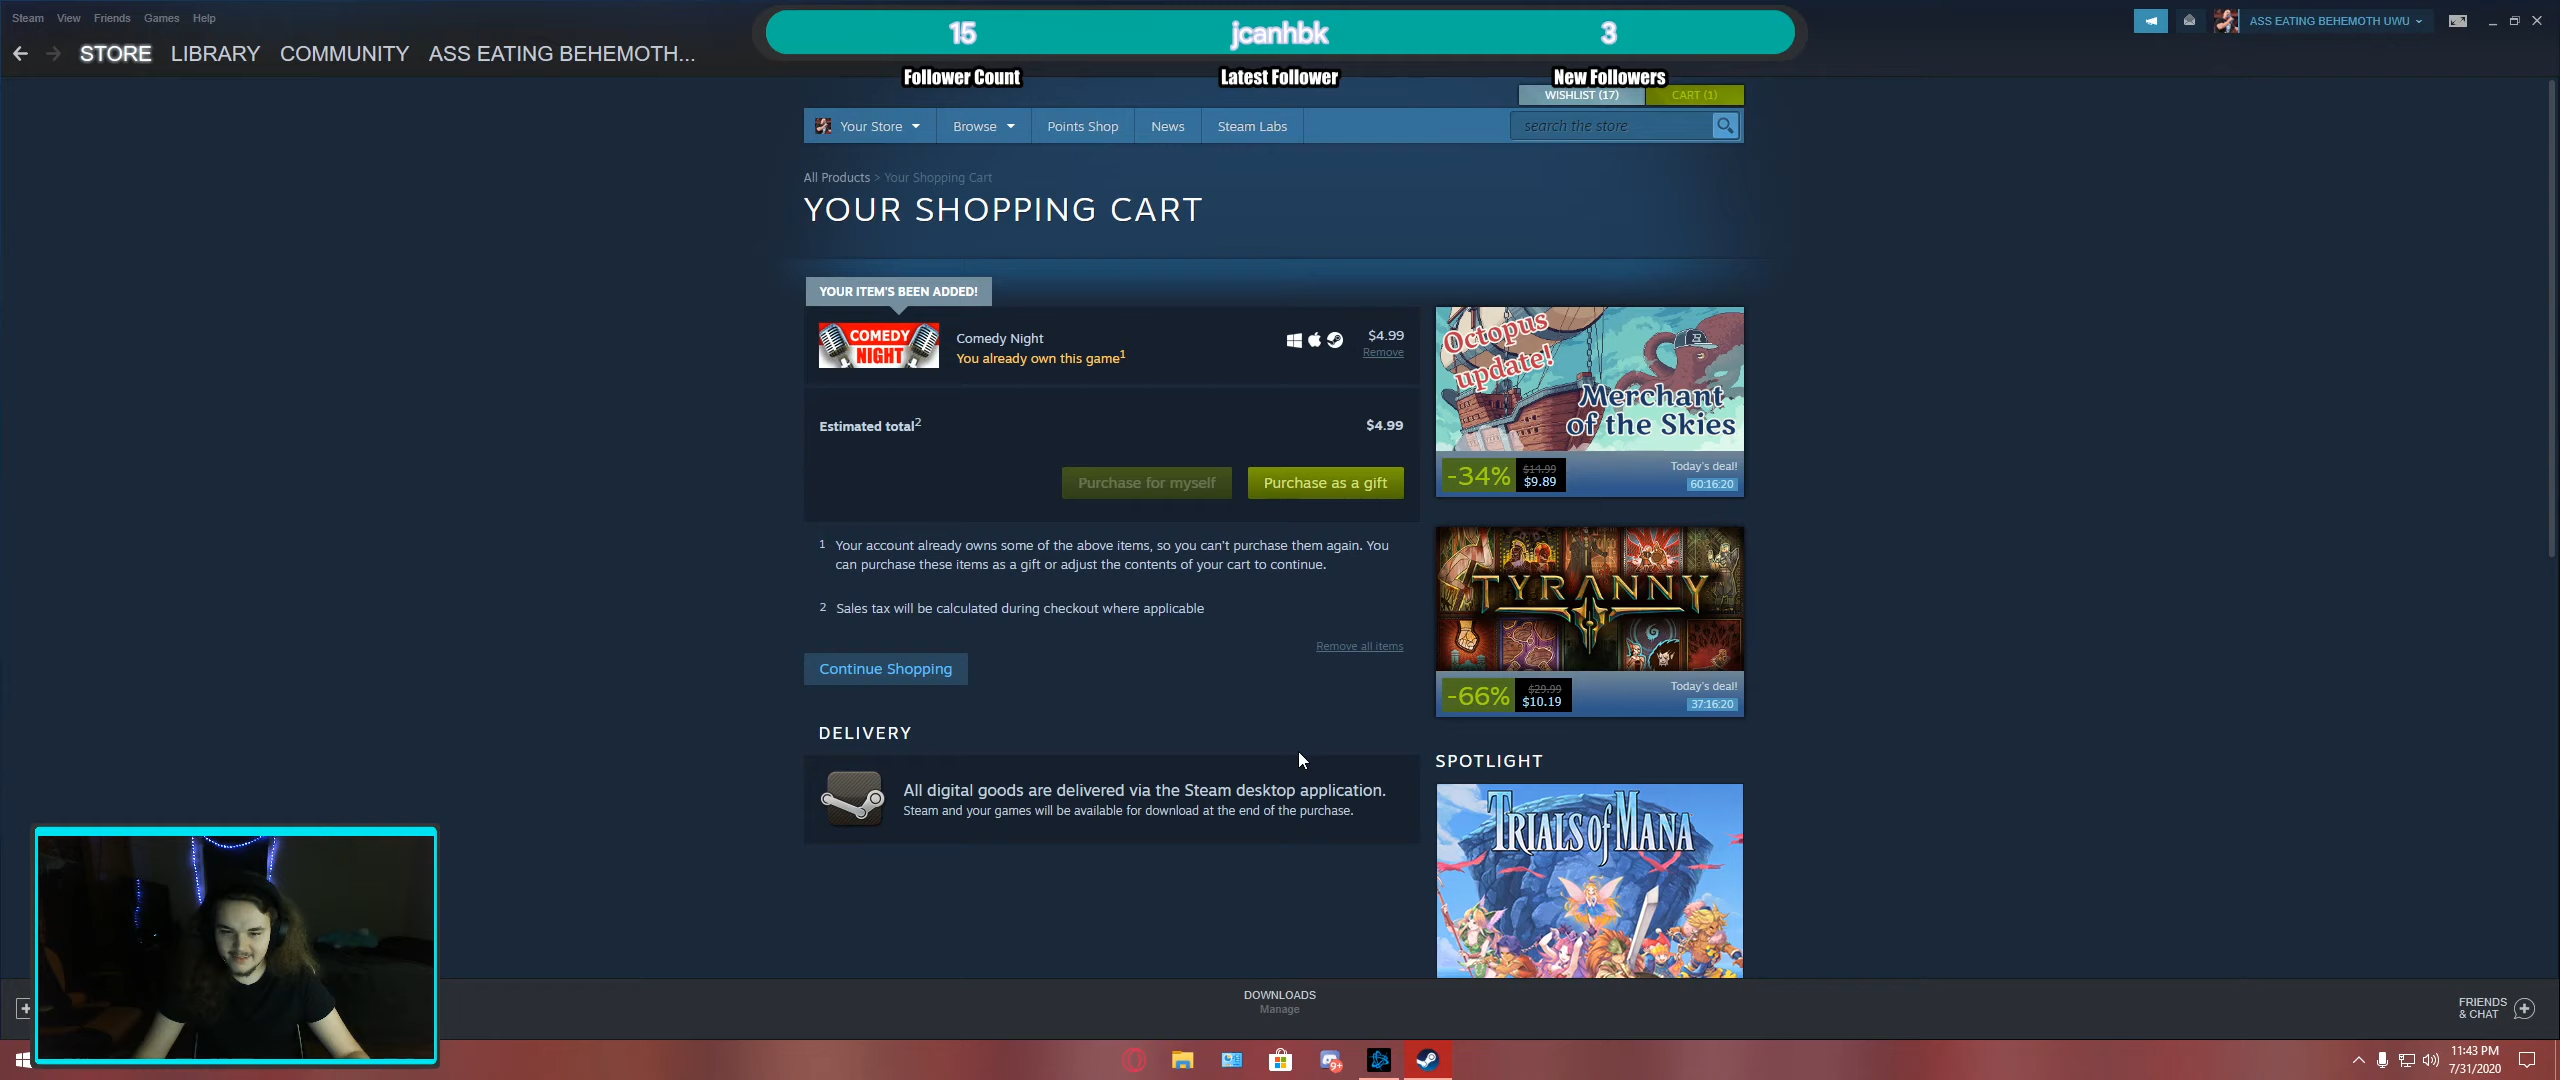 Steam View Friends Games Help
ASS EATING BEHEMOTH UWU
STORE LIBRARY COMMUNITY ASS EATING BEHEMOTH...
15 jcanhbk 3
Follower Count Latest Follower New Followers
WISHLIST (17) CART (1)
Your Store Browse Points Shop News Steam Labs
search the store
All Products > Your Shopping Cart
YOUR SHOPPING CART
YOUR ITEM'S BEEN ADDED!
COMEDY
NIGHT
Comedy Night
You already own this game1
$4.99
Remove
Estimated total2
$4.99
Purchase for myself
Purchase as a gift
1 Your account already owns some of the above items, so you can't purchase them again. You
can purchase these items as a gift or adjust the contents of your cart to continue.
2 Sales tax will be calculated during checkout where applicable
Remove all items
Continue Shopping
DELIVERY
All digital goods are delivered via the Steam desktop application.
Steam and your games will be available for download at the end of the purchase.
Octopus
update!
Merchant
of the Skies
-34%
$14.99
$9.89
Today's deal!
60:16:20
TYRANNY
-66%
$29.99
$10.19
Today's deal!
37:16:20
SPOTLIGHT
TRIALS of MANA
DOWNLOADS
Manage
FRIENDS
& CHAT
9+
11:43 PM
7/31/2020